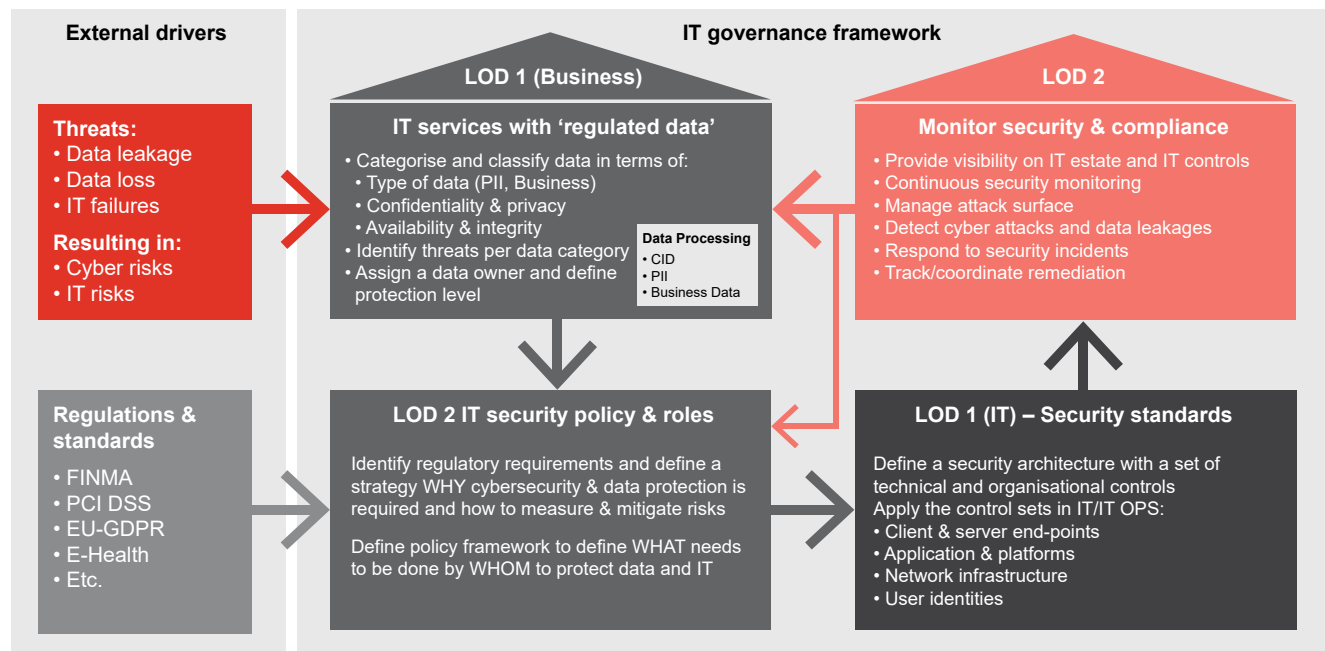 External drivers
Threats:
• Data leakage
• Data loss
• IT failures
Resulting in:
• Cyber risks
• IT risks
Regulations &
standards
• FINMA
• PCI DSS
• EU-GDPR
• E-Health
• Etc.
IT governance framework
LOD 1 (Business)
IT services with ‘regulated data’
• Categorise and classify data in terms of:
• Type of data (PII, Business)
• Confidentiality & privacy
• Availability & integrity
• Identify threats per data category
• Assign a data owner and define
protection level
Data Processing
• CID
• PII
• Business Data
LOD 2
Monitor security & compliance
• Provide visibility on IT estate and IT controls
• Continuous security monitoring
• Manage attack surface
• Detect cyber attacks and data leakages
• Respond to security incidents
• Track/coordinate remediation
LOD 2 IT security policy & roles
Identify regulatory requirements and define a
strategy WHY cybersecurity & data protection is
required and how to measure & mitigate risks
Define policy framework to define WHAT needs
to be done by WHOM to protect data and IT
LOD 1 (IT) – Security standards
Define a security architecture with a set of
technical and organisational controls
Apply the control sets in IT/IT OPS:
• Client & server end-points
• Application & platforms
• Network infrastructure
• User identities